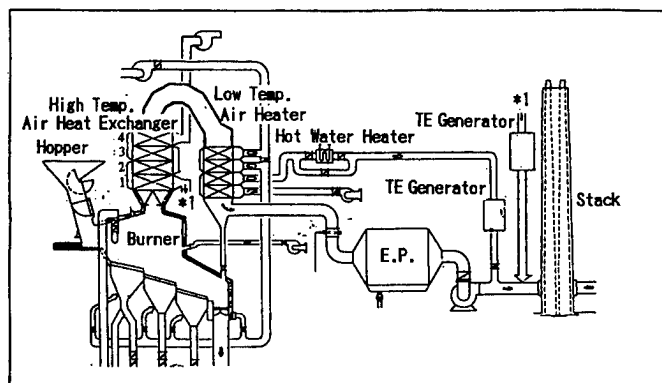 High Temp.
Air Heat Exchanger
Hopper
4
3
2
1
*1
Burner
Low Temp.
Air Heater
Hot Water Heater
TE Generator
*1
TE Generator
E.P.
Stack